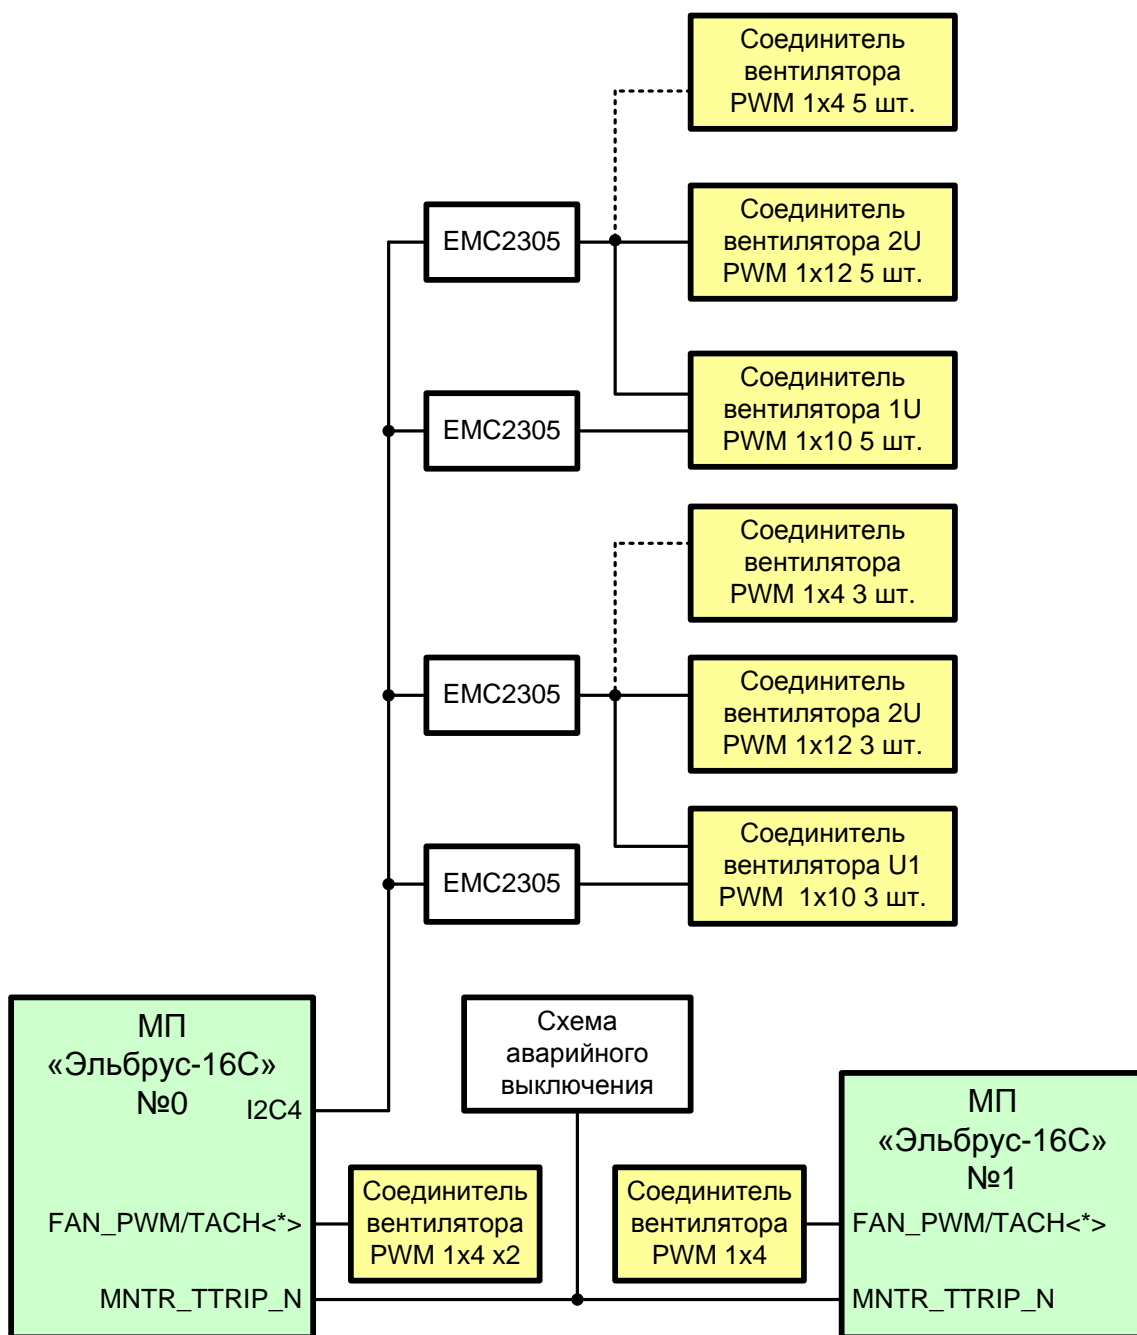 Соединитель
вентилятора
PWM 1x4 5 шт.
EMC2305
Соединитель
вентилятора 2U
PWM 1x12 5 шт.
EMC2305
Соединитель
вентилятора 1U
PWM 1x10 5 шт.
Соединитель
вентилятора
PWM 1x4 3 шт.
EMC2305
Соединитель
вентилятора 2U
PWM 1x12 3 шт.
EMC2305
Соединитель
вентилятора U1
PWM 1x10 3 шт.
МП
«Эльбрус-16С»
№0
I2C4
FAN_PWM/TACH<*>
MNTR_TTRIP_N
Схема
аварийного
выключения
Соединитель
вентилятора
PWM 1x4 x2
Соединитель
вентилятора
PWM 1x4
МП
«Эльбрус-16С»
№1
FAN_PWM/TACH<*>
MNTR_TTRIP_N